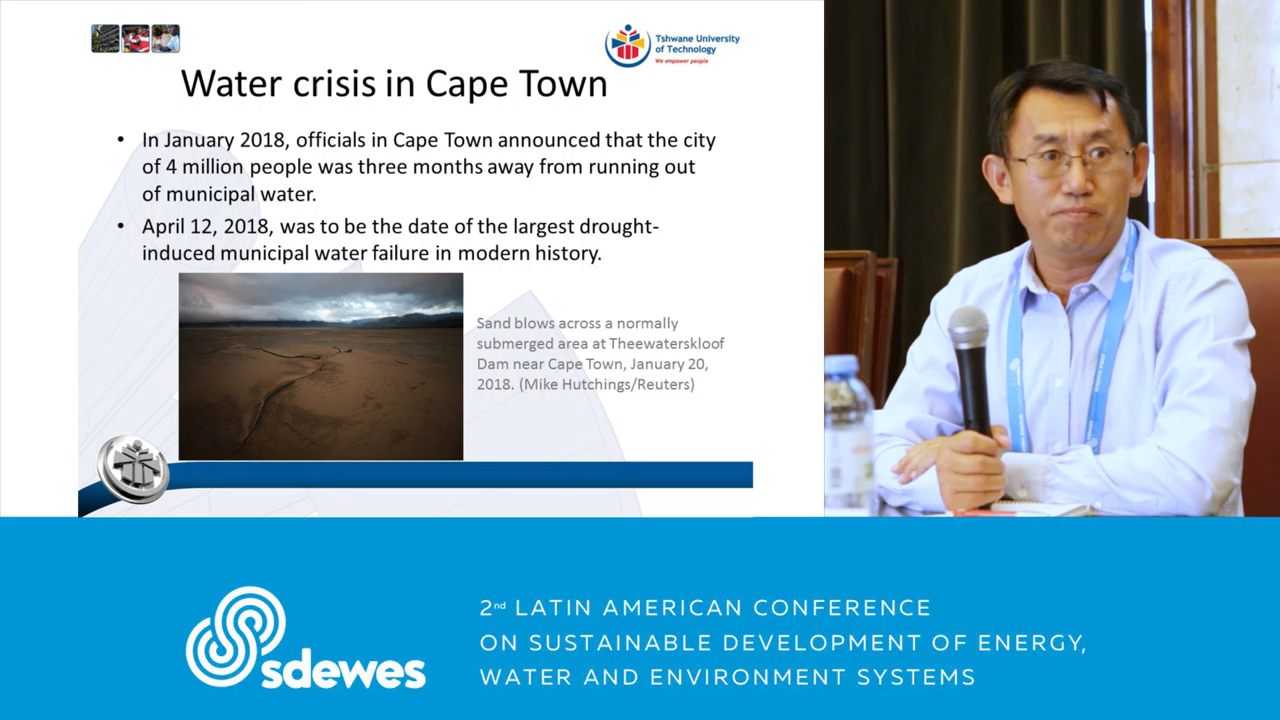 Tshwane University
of Technology
We empower people
Water crisis in Cape Town
• In January 2018, officials in Cape Town announced that the city
of 4 million people was three months away from running out
of municipal water.
• April 12, 2018, was to be the date of the largest drought-
induced municipal water failure in modern history.
Sand blows across a normally
submerged area at Theewaterskloof
Dam near Cape Town, January 20,
2018. (Mike Hutchings/Reuters)
sdewes
2nd LATIN AMERICAN CONFERENCE
ON SUSTAINABLE DEVELOPMENT OF ENERGY,
WATER AND ENVIRONMENT SYSTEMS